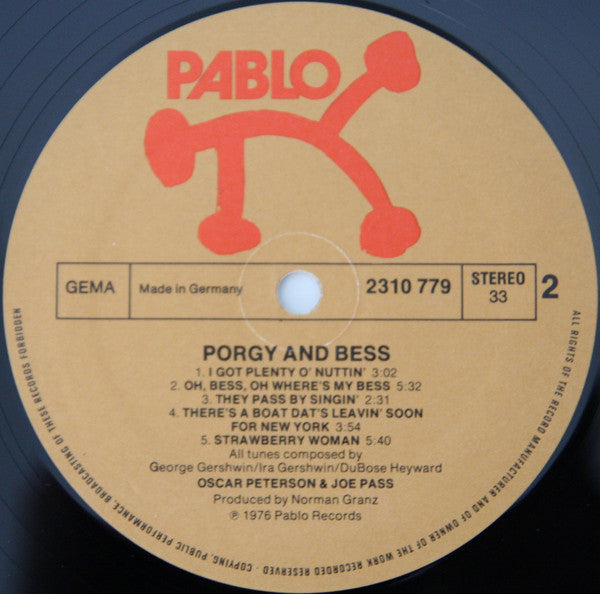 PABLO
GEMA
Made in Germany
2310 779
STEREO
33
2
PORGY AND BESS
1. I GOT PLENTY O' NUTTIN' 3:02
2. OH, BESS, OH WHERE'S MY BESS 5:32
3. THEY PASS BY SINGIN' 2:31
4. THERE'S A BOAT DAT'S LEAVIN' SOON
FOR NEW YORK 3:54
5. STRAWBERRY WOMAN 5:40
All tunes composed by
George Gershwin/Ira Gershwin/DuBose Heyward
OSCAR PETERSON & JOE PASS
Produced by Norman Granz
℗ 1976 Pablo Records
ALL RIGHTS OF THE RECORD MANUFACTURER AND OF OWNER OF THE WORK RECORDED RESERVED · COPYING, PUBLIC PERFORMANCE, BROADCASTING OF THESE RECORDS FORBIDDEN